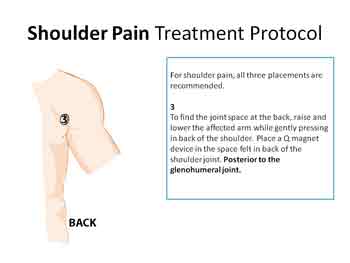 Shoulder Pain Treatment Protocol
For shoulder pain, all three placements are
recommended.
3
To find the joint space at the back, raise and
lower the affected arm while gently pressing
in back of the shoulder. Place a Q magnet
device in the space felt in back of the
shoulder joint. Posterior to the
glenohumeral joint.
③
BACK